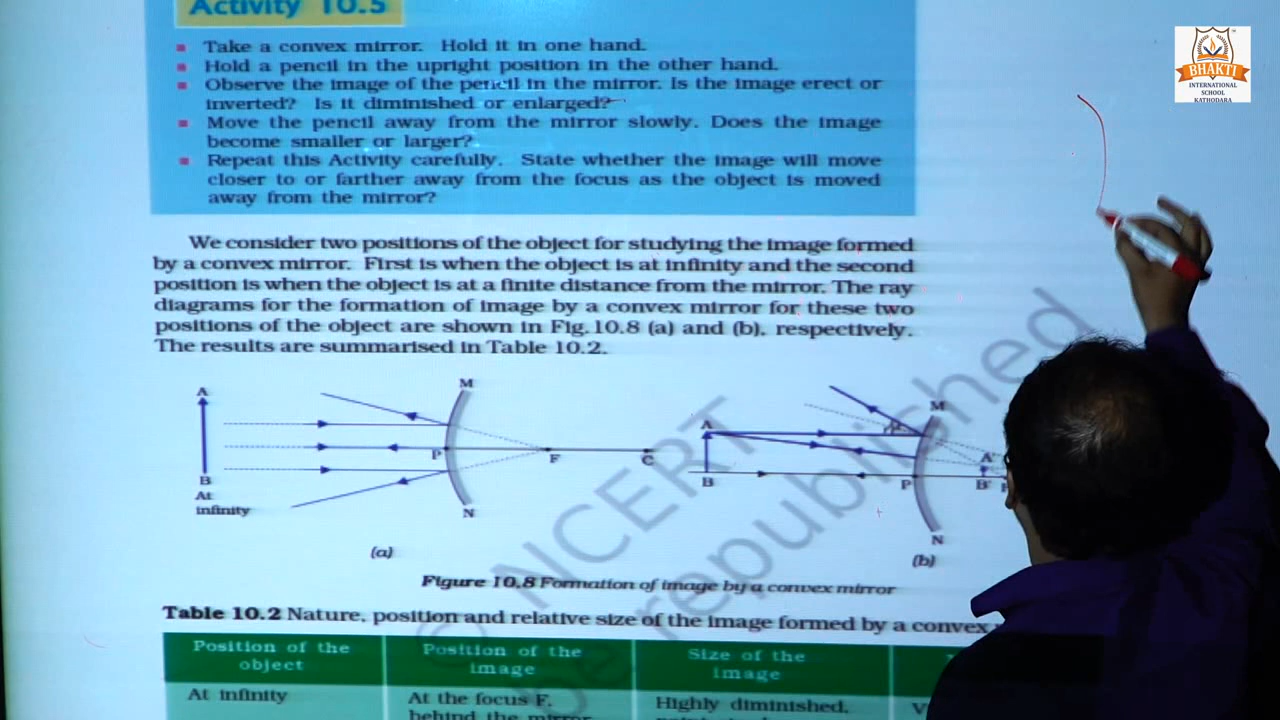 Activity 10.5
BHAKTI
INTERNATIONAL
SCHOOL
KATHODARA
Take a convex mirror. Hold it in one hand.
Hold a pencil in the upright position in the other hand.
Observe the image of the pencil in the mirror. Is the image erect or
inverted? Is it diminished or enlarged?
Move the pencil away from the mirror slowly. Does the image
become smaller or larger?
Repeat this Activity carefully. State whether the image will move
closer to or farther away from the focus as the object is moved
away from the mirror?
We consider two positions of the object for studying the image formed
by a convex mirror. First is when the object is at infinity and the second
position is when the object is at a finite distance from the mirror. The ray
diagrams for the formation of image by a convex mirror for these two
positions of the object are shown in Fig.10.8 (a) and (b), respectively.
The results are summarised in Table 10.2.
A
B
At
infinity
M
P
F
C
N
(a)
A
B
M
P
A'
B'
N
(b)
© NCERT
be republished
Figure 10.8 Formation of image by a convex mirror
Table 10.2 Nature, position and relative size of the image formed by a convex
Position of the
object
Position of the
image
Size of the
image
At infinity
At the focus F,
behind the mirror
Highly diminished,